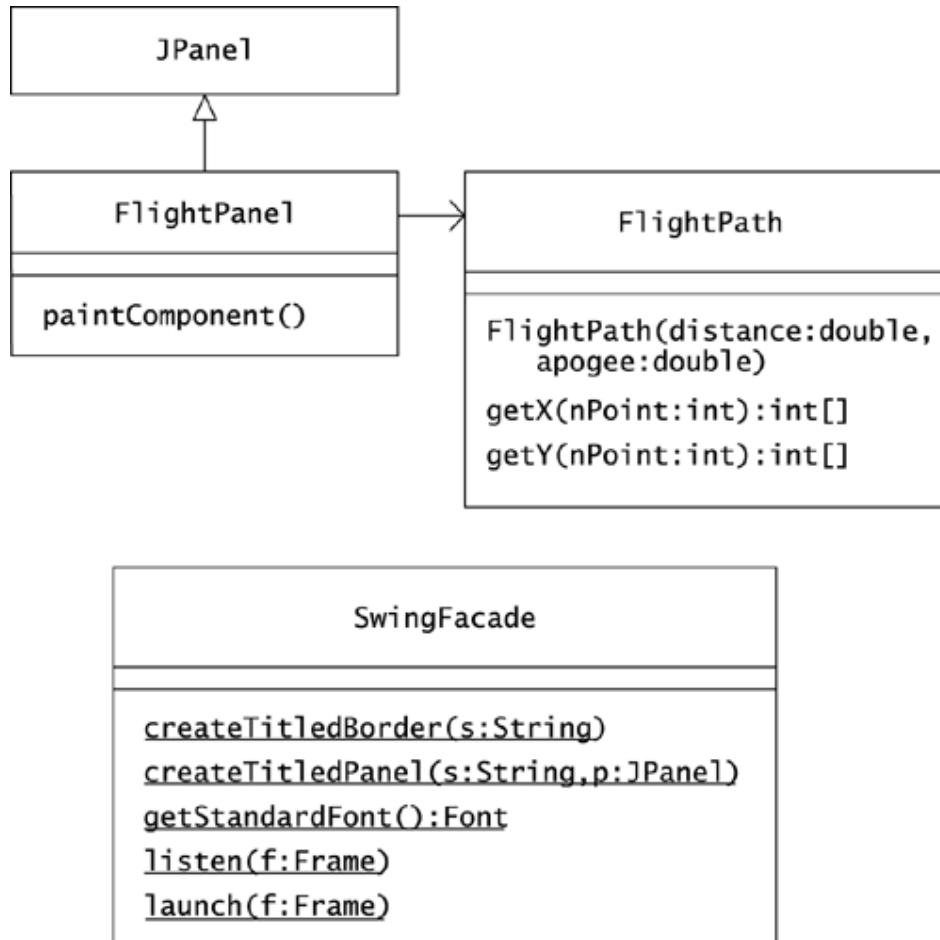 JPanel
FlightPanel
paintComponent()
FlightPath
FlightPath(distance:double,
apogee:double)
getX(nPoint:int):int[]
getY(nPoint:int):int[]
SwingFacade
createTitledBorder(s:String)
createTitledPanel(s:String,p:JPanel)
getStandardFont():Font
listen(f:Frame)
launch(f:Frame)